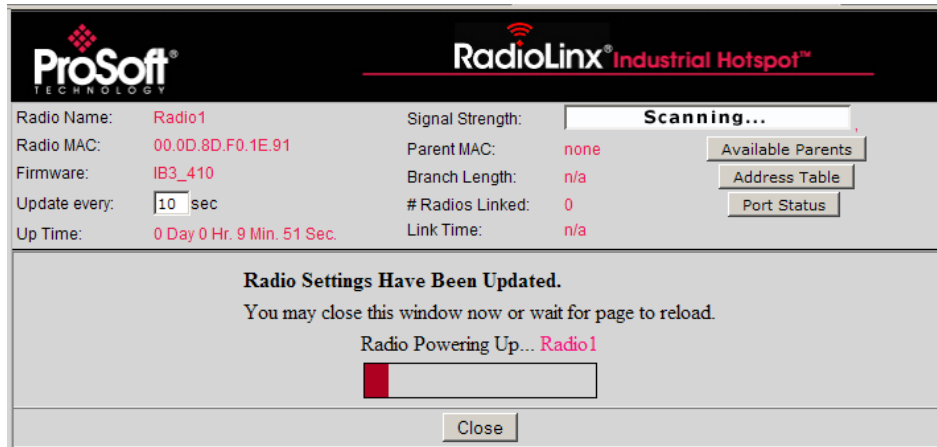 ProSoft®
TECHNOLOGY
RadioLinx® Industrial Hotspot™
Radio Name: Radio1
Radio MAC: 00.0D.8D.F0.1E.91
Firmware: IB3_410
Update every: 10 sec
Up Time: 0 Day 0 Hr. 9 Min. 51 Sec.
Signal Strength: Scanning... ,
Parent MAC: none
Branch Length: n/a
# Radios Linked: 0
Link Time: n/a
Available Parents
Address Table
Port Status
Radio Settings Have Been Updated.
You may close this window now or wait for page to reload.
Radio Powering Up... Radio1
Close